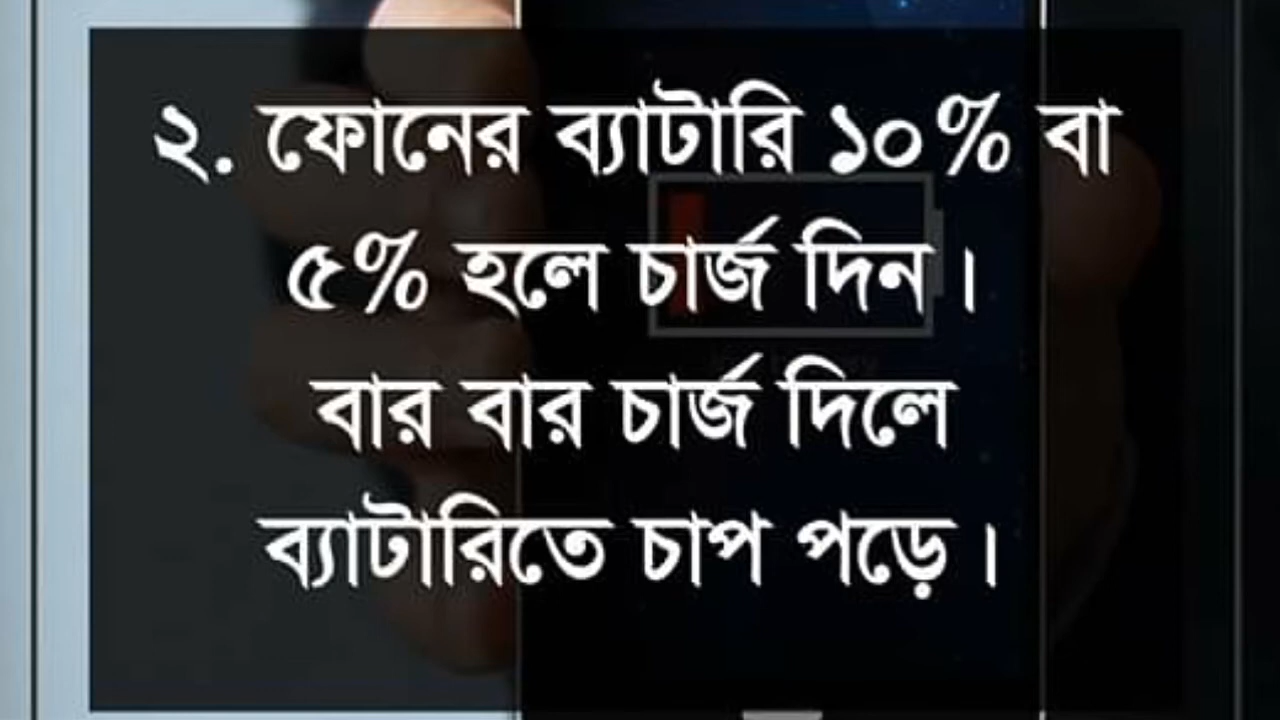 ২. ফোনের ব্যাটারি ১০% বা
৫% হলে চার্জ দিন।
বার বার চার্জ দিলে
ব্যাটারিতে চাপ পড়ে।